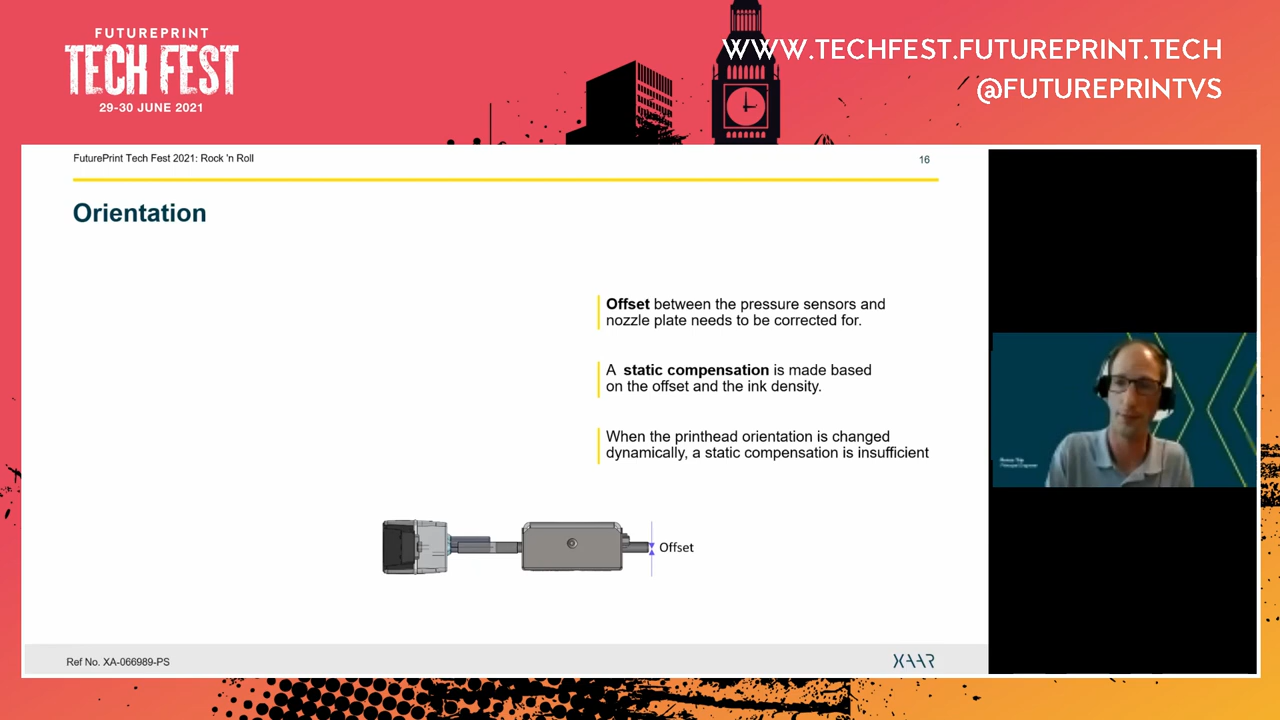 FUTUREPRINT
TECH FEST
29-30 JUNE 2021
WWW.TECHFEST.FUTUREPRINT.TECH
@FUTUREPRINTVS
FuturePrint Tech Fest 2021: Rock 'n Roll
16
Orientation
Offset between the pressure sensors and
nozzle plate needs to be corrected for.
A static compensation is made based
on the offset and the ink density.
When the printhead orientation is changed
dynamically, a static compensation is insufficient
Offset
Ref No. XA-066989-PS
XAAR
Principal Engineer